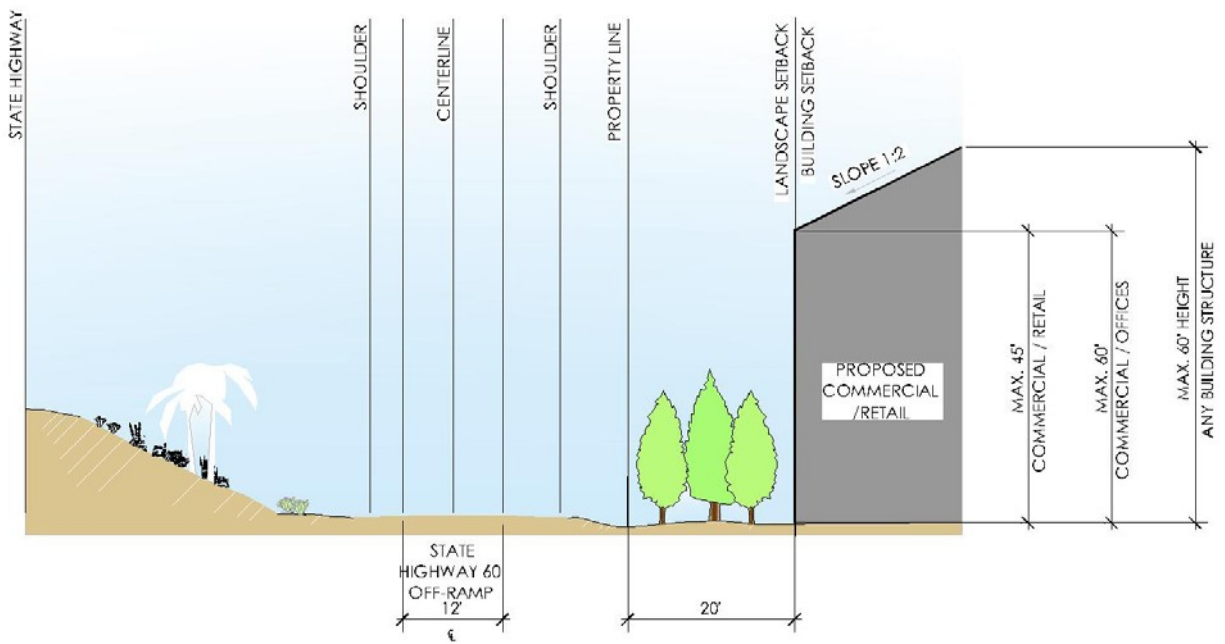 STATE HIGHWAY
SHOULDER
CENTERLINE
SHOULDER
PROPERTY LINE
LANDSCAPE SETBACK
BUILDING SETBACK
SLOPE 1:2
PROPOSED
COMMERCIAL
/RETAIL
MAX. 45'
COMMERCIAL / RETAIL
MAX. 60'
COMMERCIAL / OFFICES
MAX. 60' HEIGHT
ANY BUILDING STRUCTURE
STATE
HIGHWAY 60
OFF-RAMP
12'
℄
20'